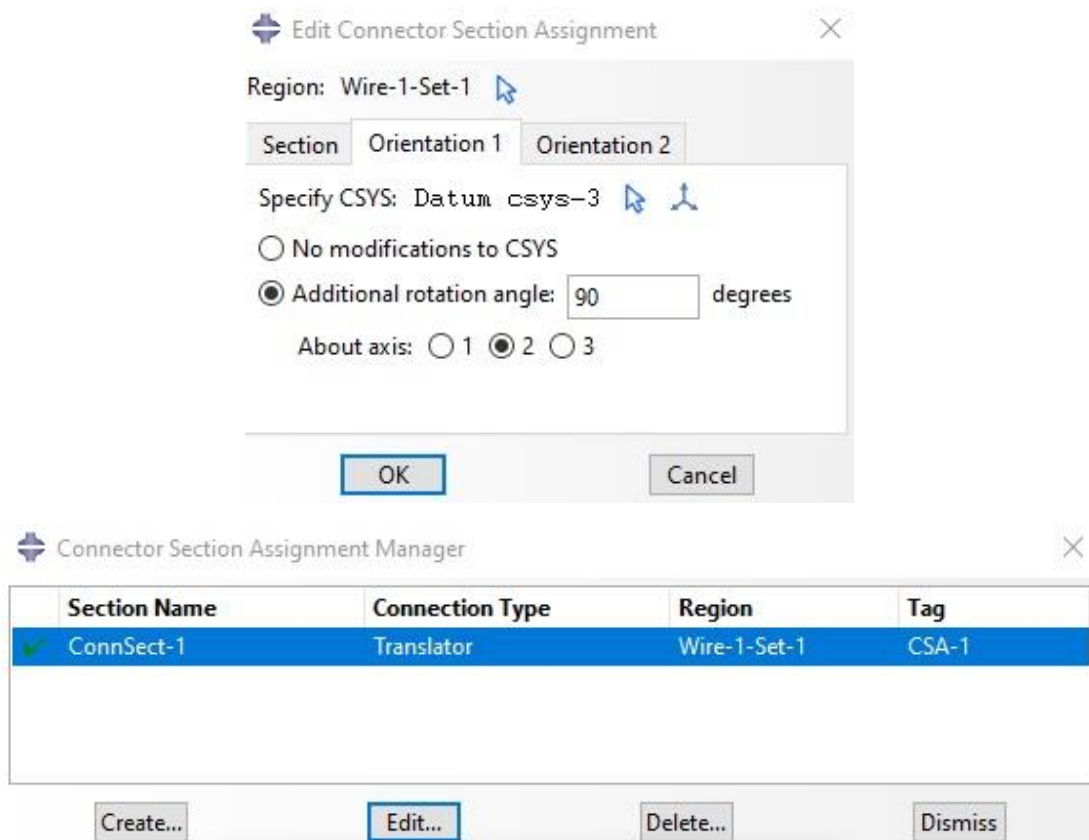 Edit Connector Section Assignment
Region: Wire-1-Set-1
Section Orientation 1 Orientation 2
Specify CSYS: Datum csys-3
No modifications to CSYS
Additional rotation angle: 90 degrees
About axis: 1 2 3
OK Cancel
Connector Section Assignment Manager
Section Name Connection Type Region Tag
ConnSect-1 Translator Wire-1-Set-1 CSA-1
Create... Edit... Delete... Dismiss